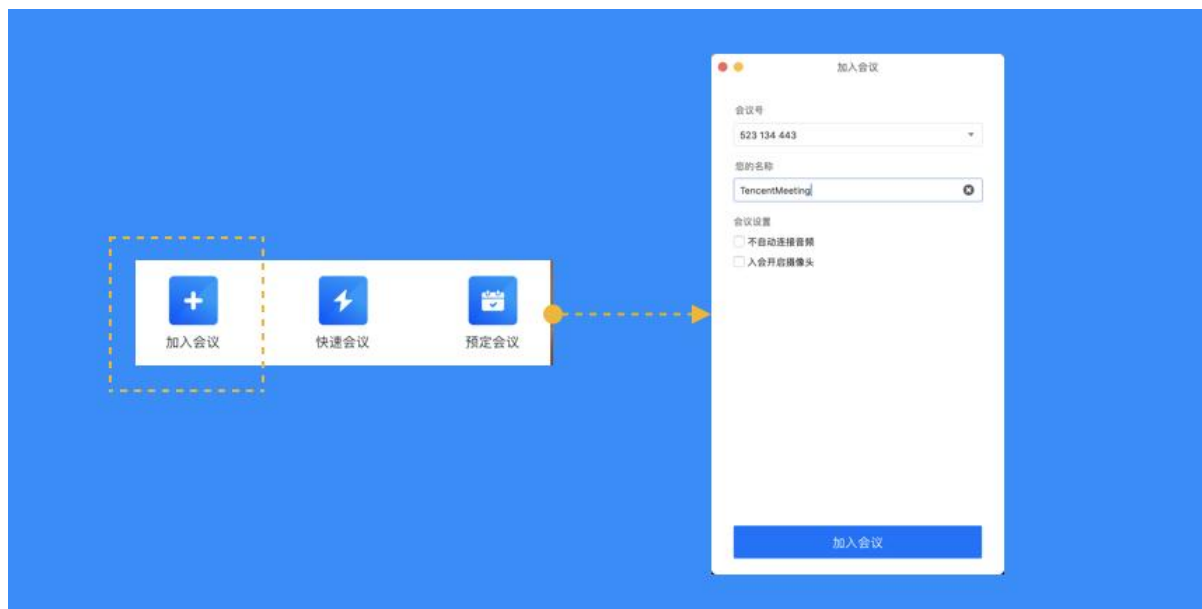 加入会议
快速会议
预定会议
加入会议
会议号
523 134 443
您的名称
TencentMeeting
会议设置
不自动连接音频
入会开启摄像头
加入会议